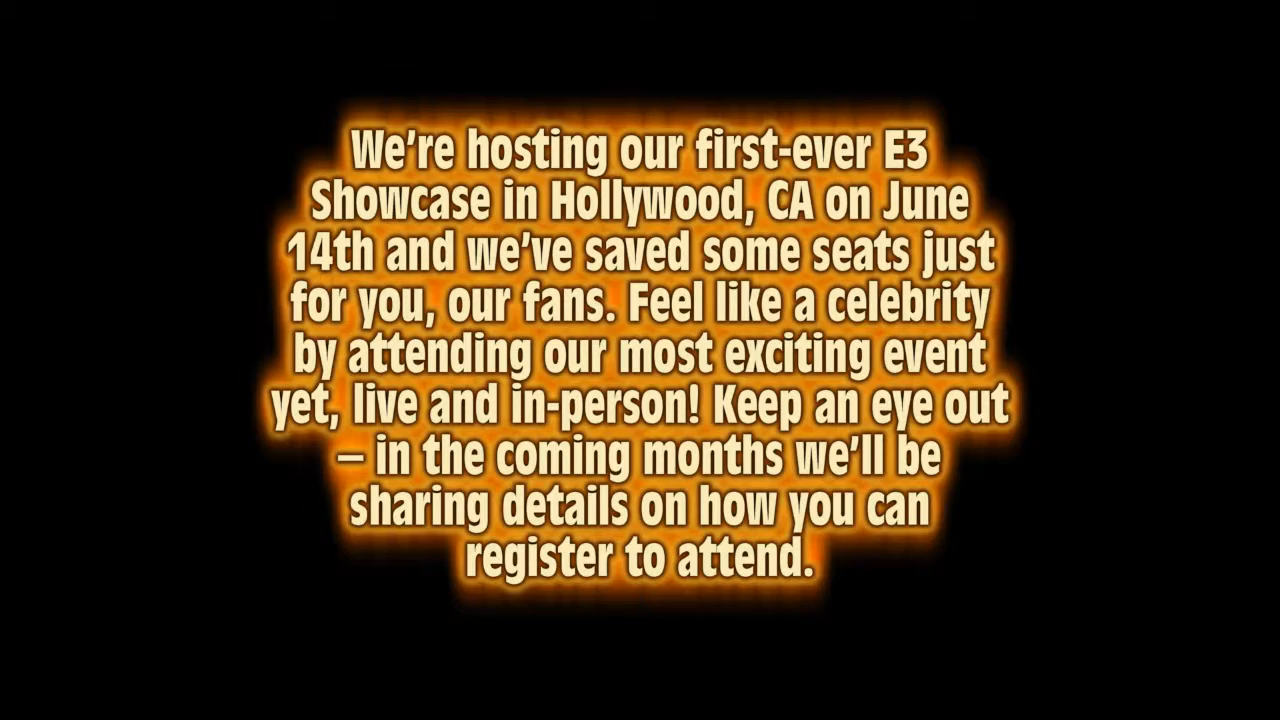 We’re hosting our first-ever E3
Showcase in Hollywood, CA on June
14th and we’ve saved some seats just
for you, our fans. Feel like a celebrity
by attending our most exciting event
yet, live and in-person! Keep an eye out
– in the coming months we’ll be
sharing details on how you can
register to attend.